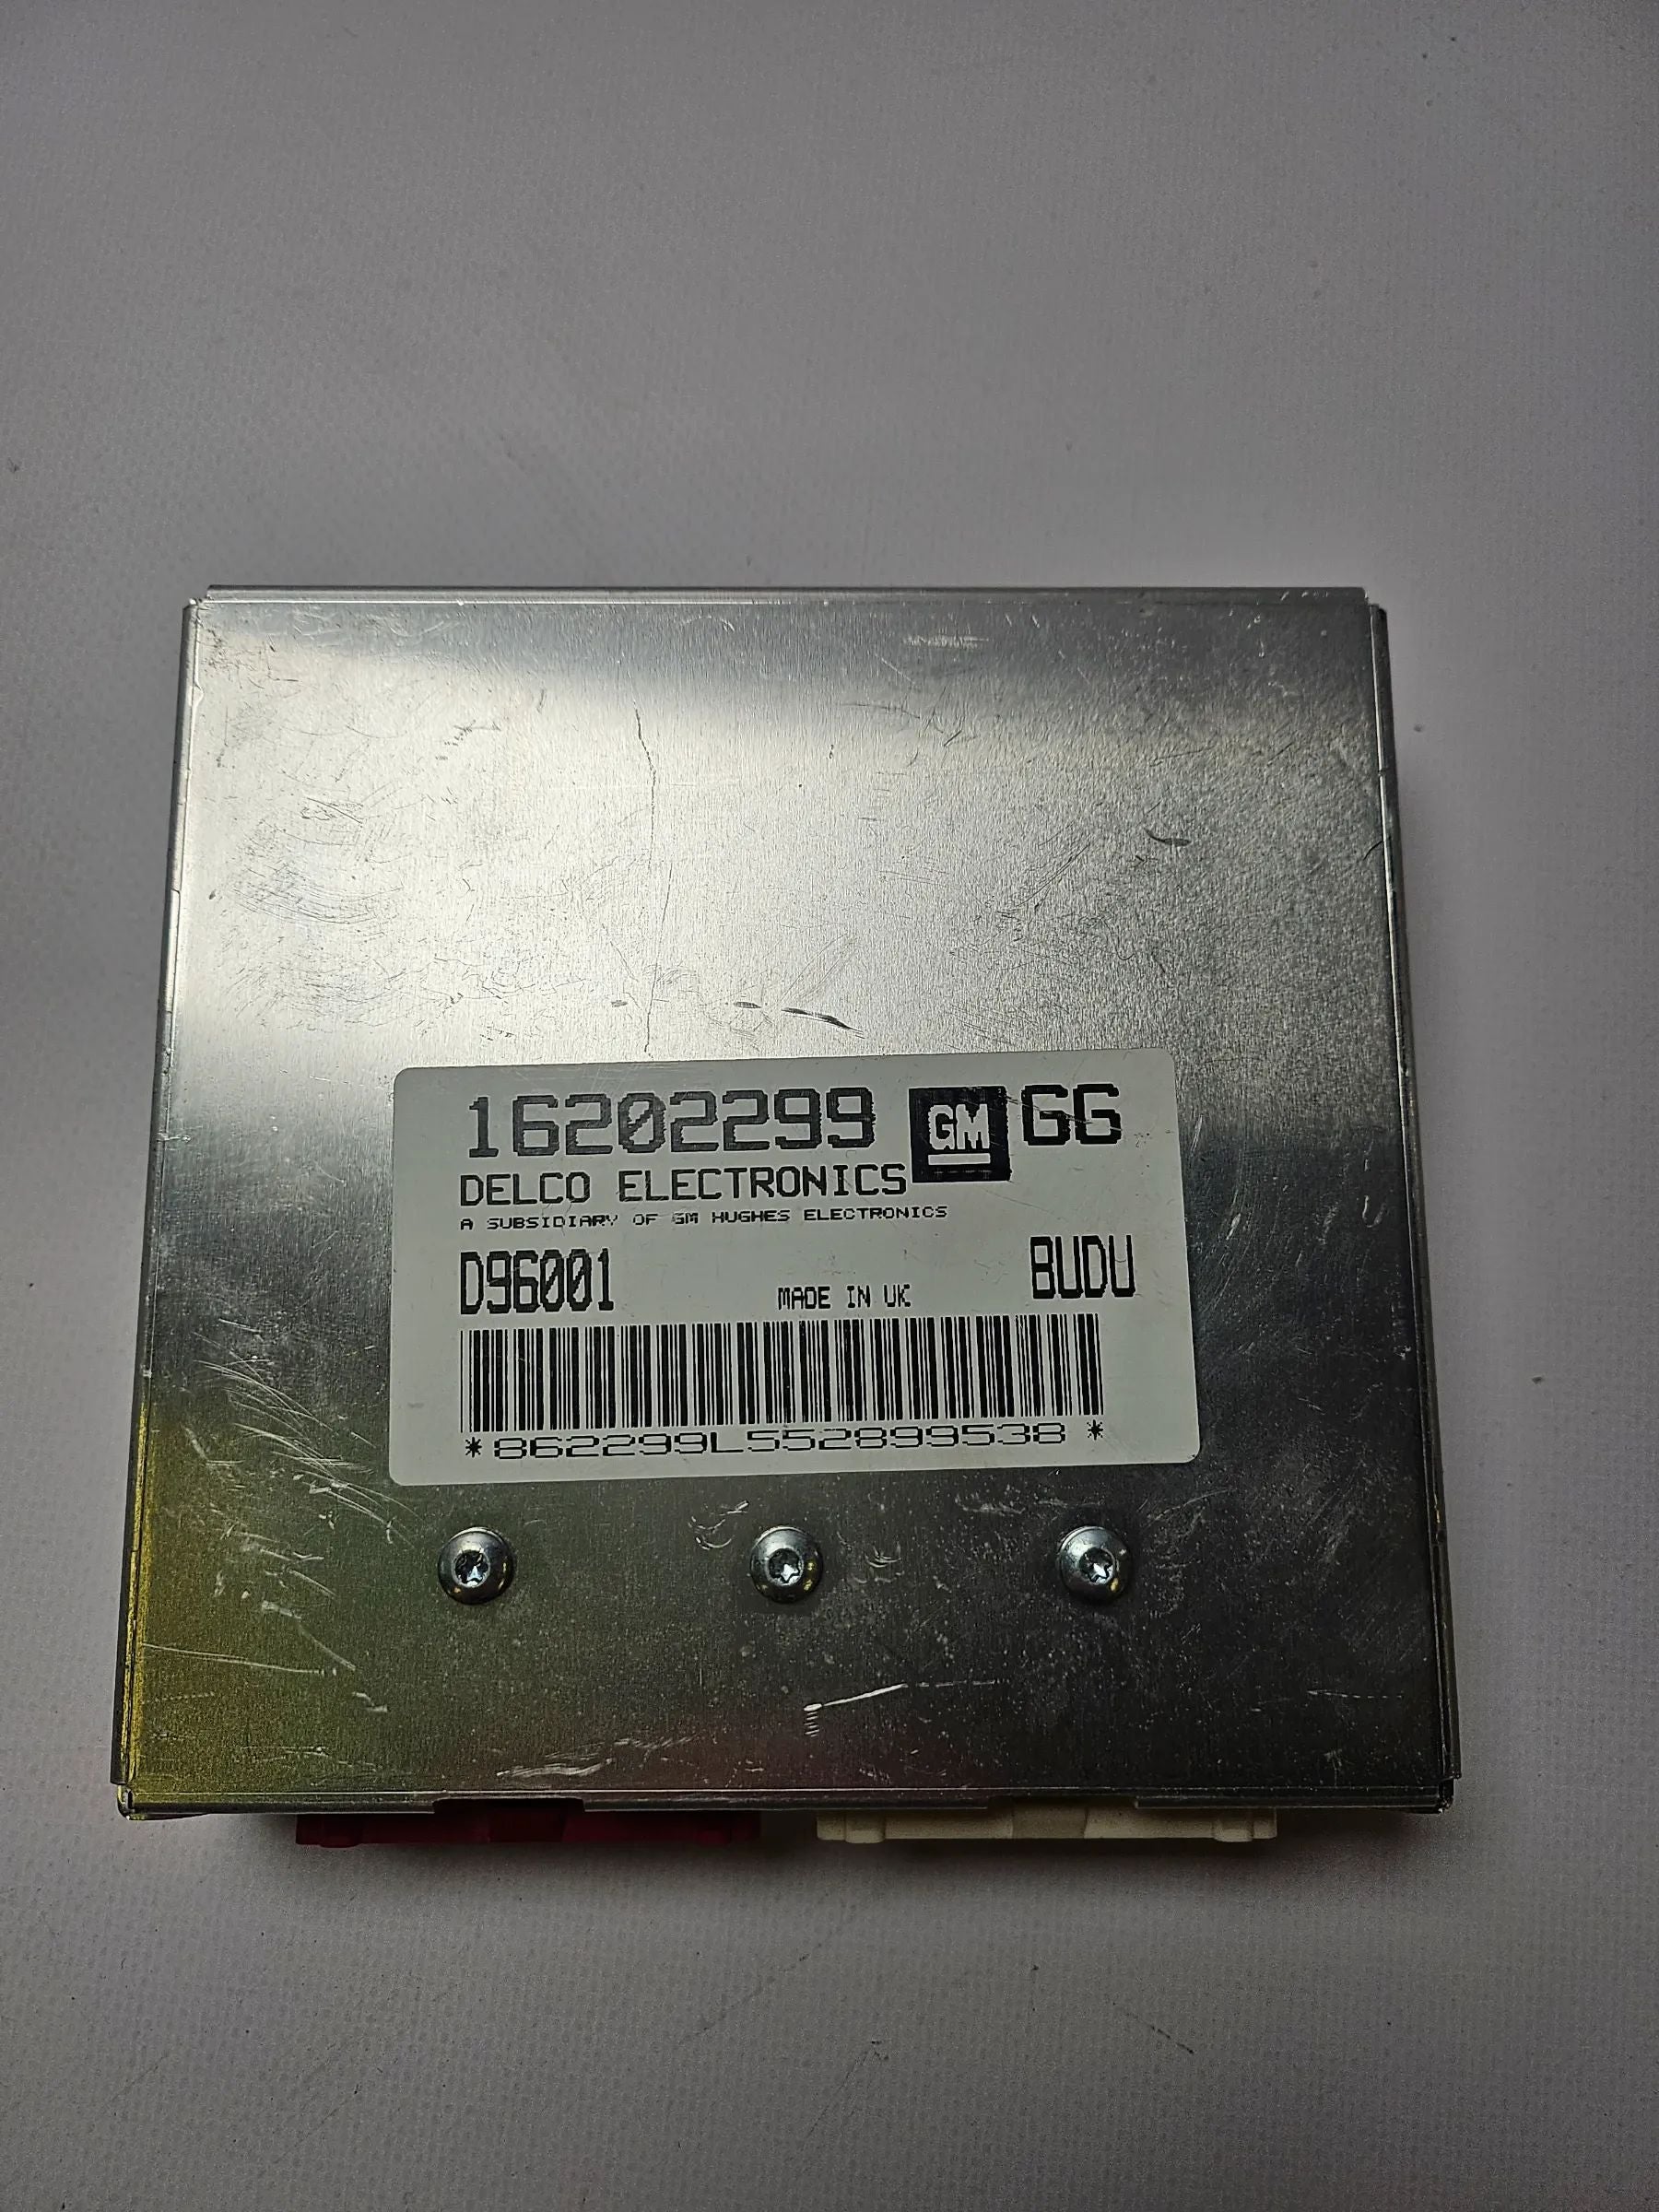 16202299 GM GG
DELCO ELECTRONICS
A SUBSIDIARY OF GM HUGHES ELECTRONICS
D96001 MADE IN UK BUDU
*862299L552899538*